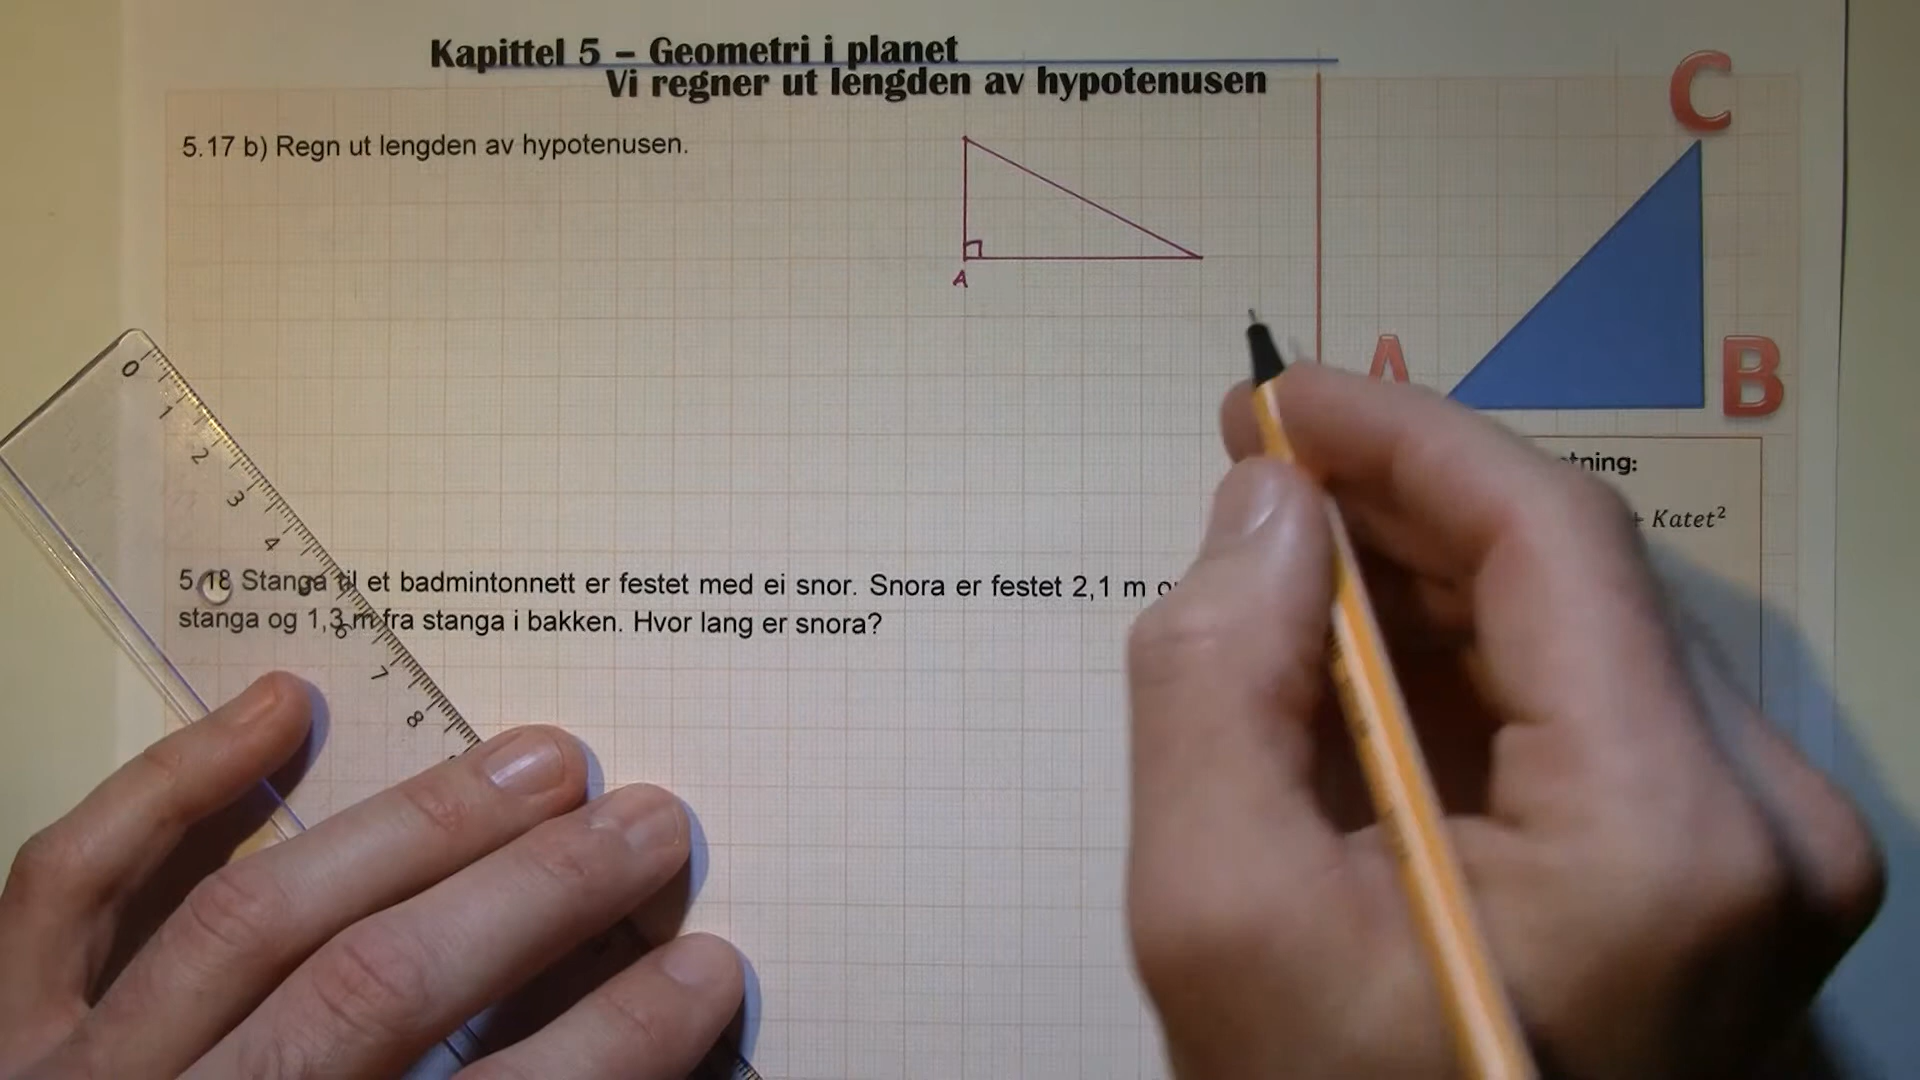 Kapittel 5 – Geometri i planet
Vi regner ut lengden av hypotenusen
5.17 b) Regn ut lengden av hypotenusen.
A
C
A
B
+ Katet²
5.18 Stanga til et badmintonnett er festet med ei snor. Snora er festet 2,1 m
stanga og 1,3 m fra stanga i bakken. Hvor lang er snora?
0
1
2
3
4
5
6
7
8